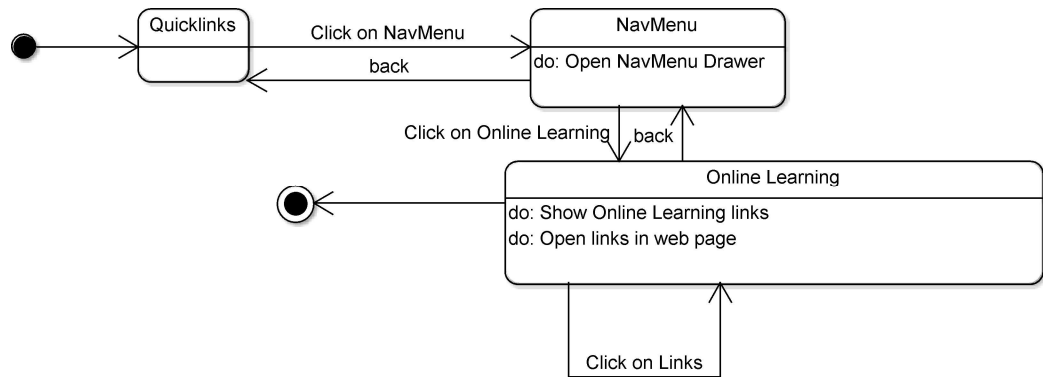 Quicklinks
Click on NavMenu
NavMenu
do: Open NavMenu Drawer
back
Click on Online Learning
back
Online Learning
do: Show Online Learning links
do: Open links in web page
Click on Links